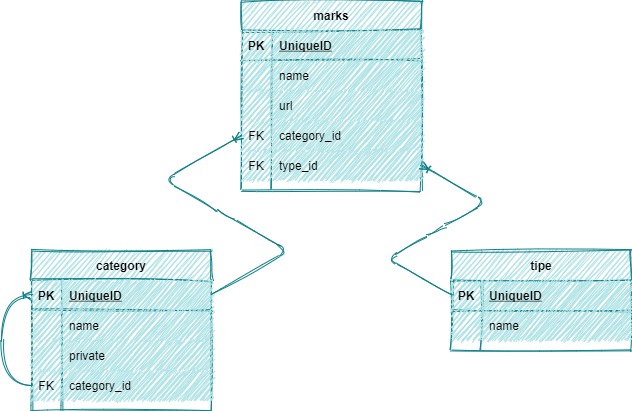 marks
PK UniqueID
name
url
FK category_id
FK type_id
category
PK UniqueID
name
private
FK category_id
tipe
PK UniqueID
name